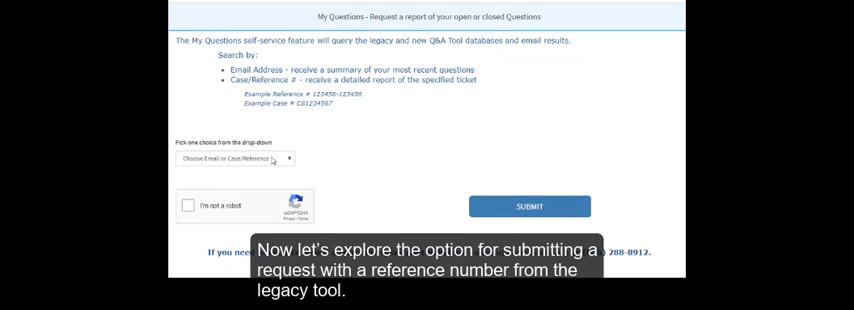 My Questions - Request a report of your open or closed Questions
The My Questions self-service feature will query the legacy and new Q&A Tool databases and email results.
Search by:
• Email Address - receive a summary of your most recent questions
• Case/Reference # - receive a detailed report of the specified ticket
Example Reference # 123456-123456
Example Case # CS1234567
Pick one choice from the drop-down
Choose Email or Case/Reference
I'm not a robot
reCAPTCHA
Privacy - Terms
SUBMIT
If you need
) 288-8912.
Now let's explore the option for submitting a
request with a reference number from the
legacy tool.